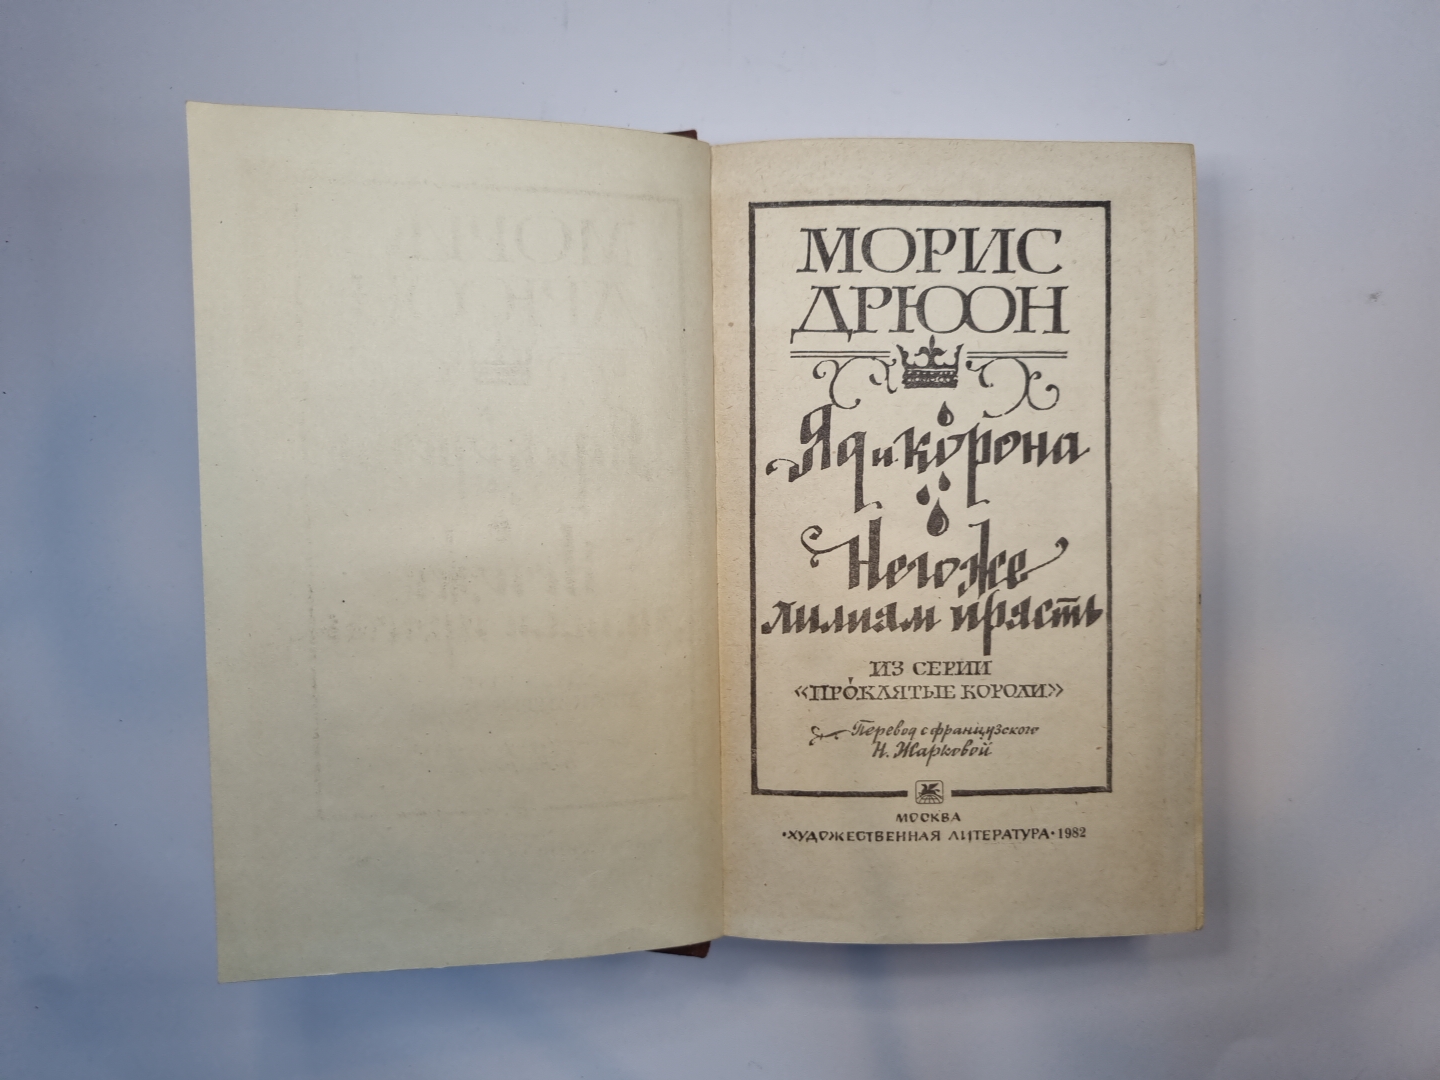 МОРИС
ДРЮОН
Яд и корона
Негоже
лилиям прясть
ИЗ СЕРИИ
«ПРОКЛЯТЫЕ КОРОЛИ»
Перевод с французского
Н. Жарковой
МОСКВА
•ХУДОЖЕСТВЕННАЯ ЛИТЕРАТУРА• 1982